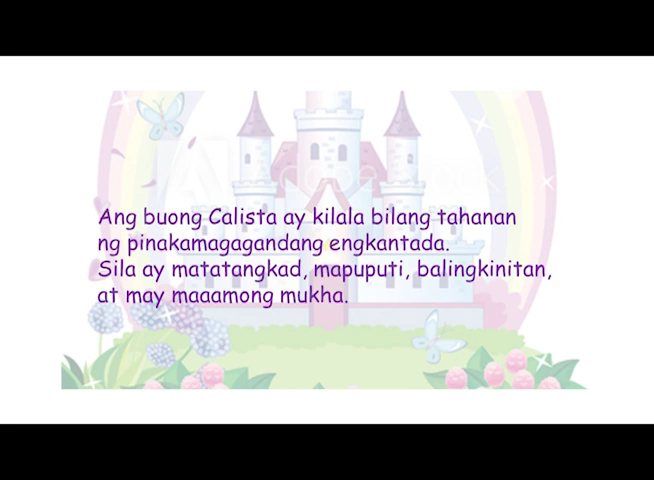 Ang buong Calista ay kilala bilang tahanan
ng pinakamagagandang engkantada.
Sila ay matatangkad, mapuputi, balingkinitan,
at may maaamong mukha.